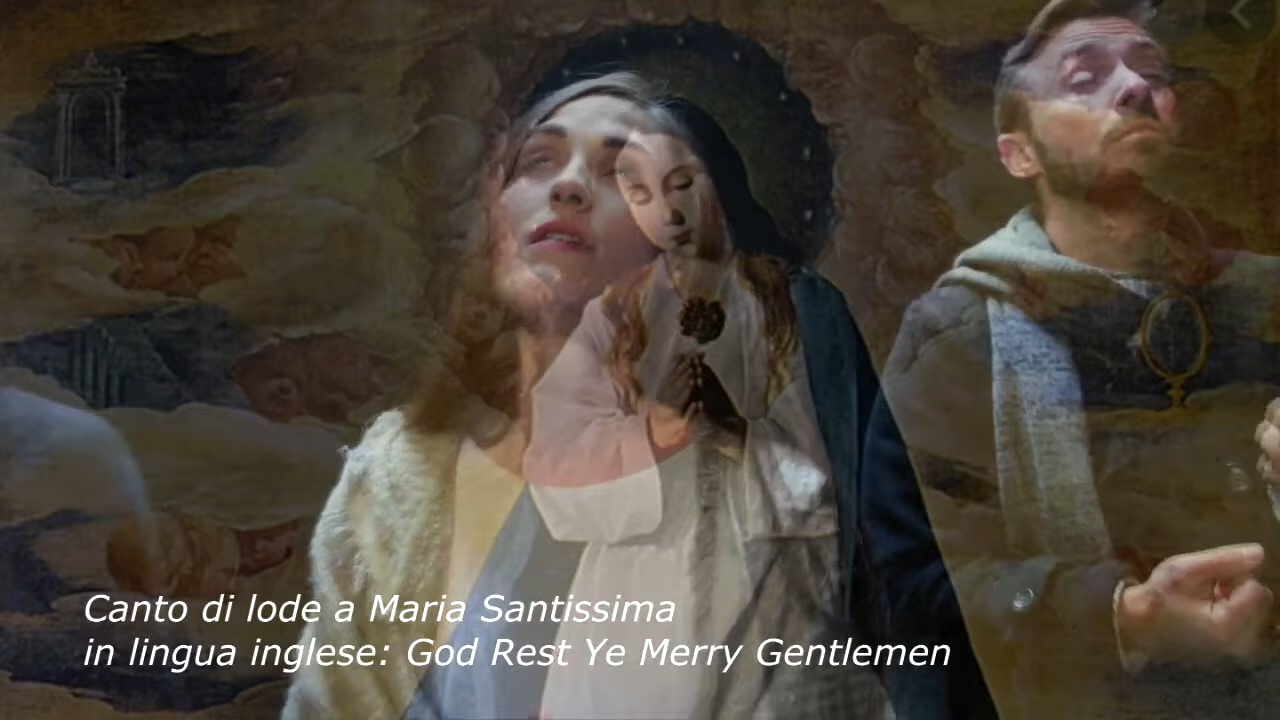 Canto di lode a Maria Santissima
in lingua inglese: God Rest Ye Merry Gentlemen